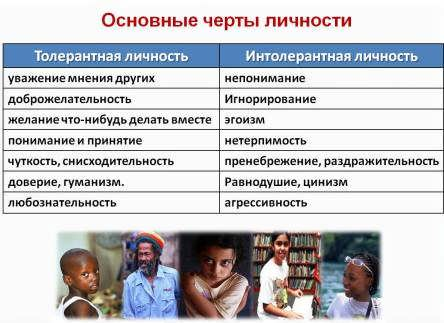 Основные черты личности
Толерантная личность Интолерантная личность
уважение мнения других непонимание
доброжелательность Игнорирование
желание что-нибудь делать вместе эгоизм
понимание и принятие нетерпимость
чуткость, снисходительность пренебрежение, раздражительность
доверие, гуманизм. Равнодушие, цинизм
любознательность агрессивность